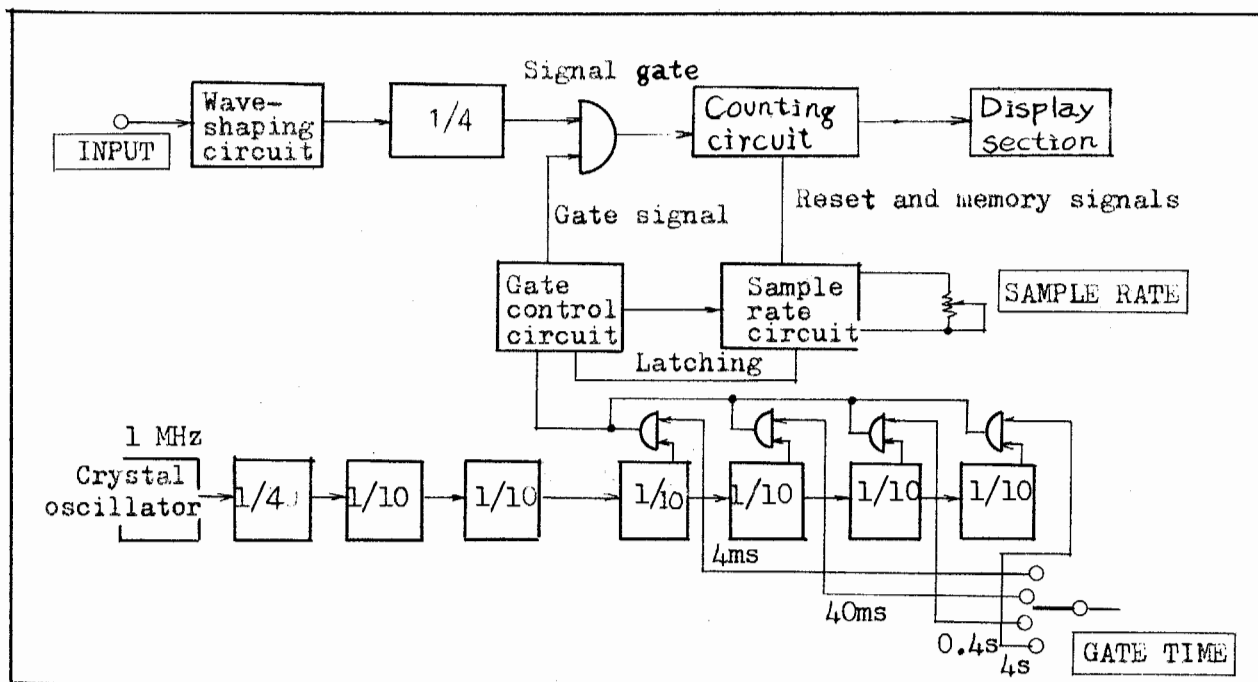 Signal gate
INPUT
Wave-
shaping
circuit
1/4
Counting
circuit
Display
section
Gate signal
Reset and memory signals
Gate
control
circuit
Sample
rate
circuit
SAMPLE RATE
Latching
1 MHz
Crystal
oscillator
1/4
1/10
1/10
1/10
1/10
1/10
1/10
4ms
40ms
0.4s
4s
GATE TIME